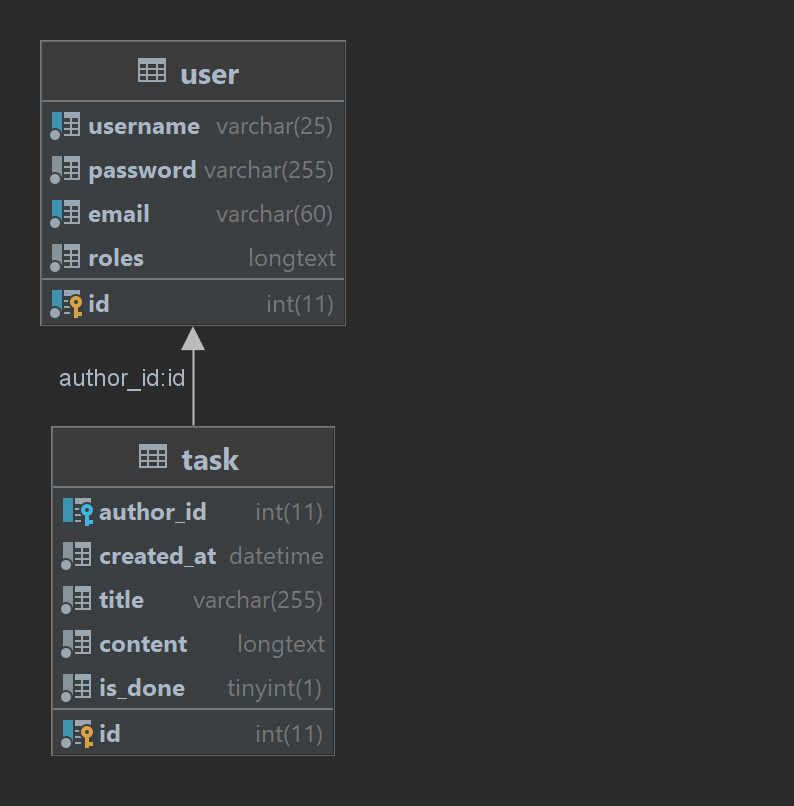 user
username varchar(25)
password varchar(255)
email varchar(60)
roles longtext
id int(11)
author_id:id
task
author_id int(11)
created_at datetime
title varchar(255)
content longtext
is_done tinyint(1)
id int(11)